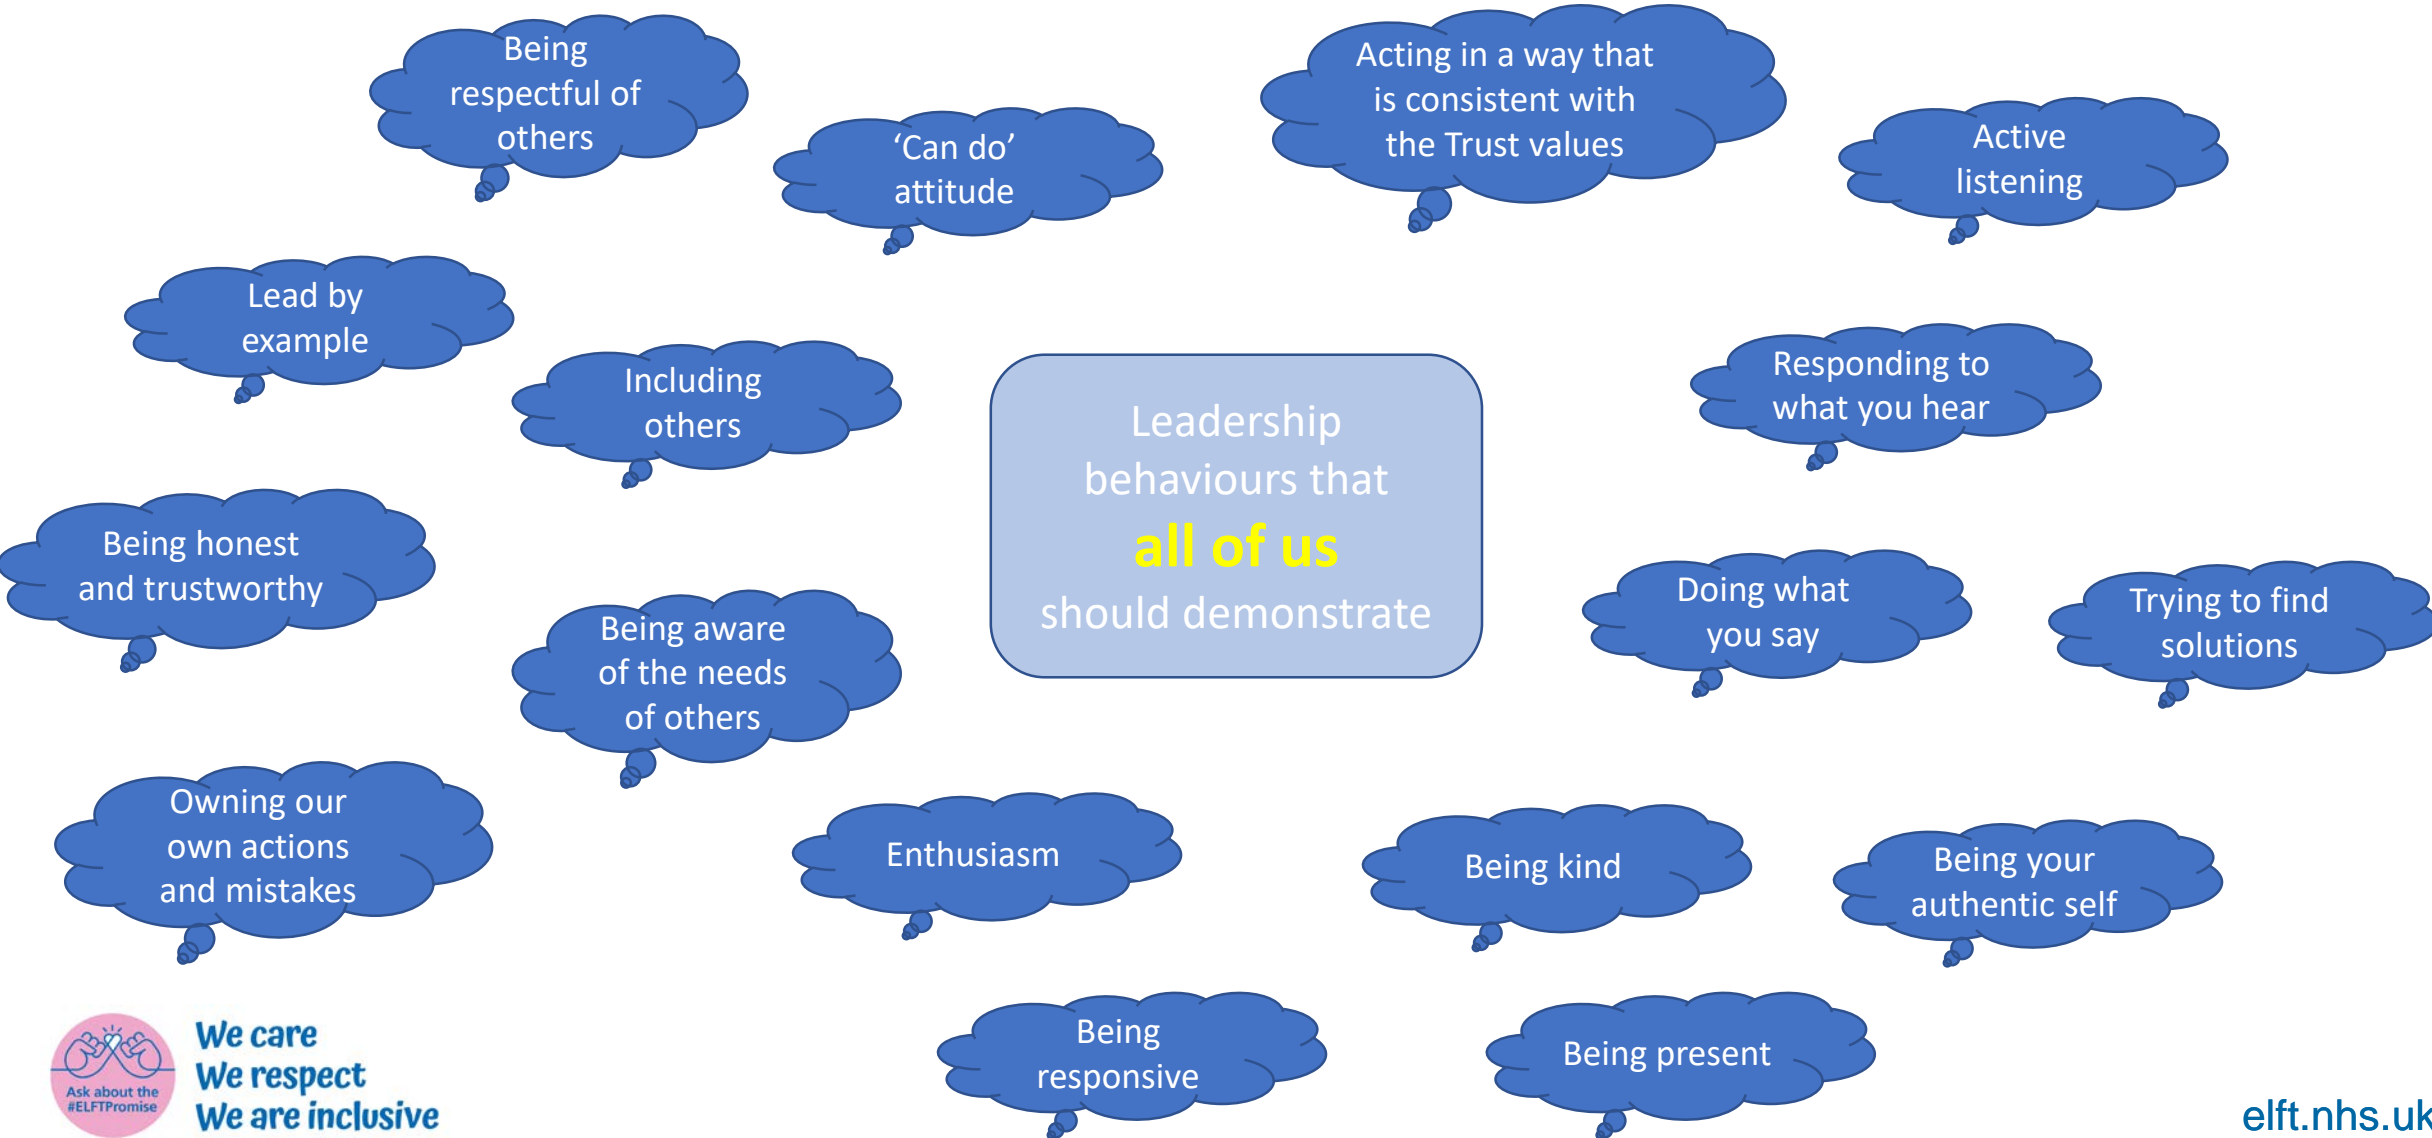 Being
respectful of
others
'Can do'
attitude
Acting in a way that
is consistent with
the Trust values
Active
listening
Lead by
example
Including
others
Leadership
behaviours that
all of us
should demonstrate
Responding to
what you hear
Being honest
and trustworthy
Being aware
of the needs
of others
Doing what
you say
Trying to find
solutions
Owning our
own actions
and mistakes
Enthusiasm
Being kind
Being your
authentic self
Being
responsive
Being present
Ask about the
#ELFTPromise
We care
We respect
We are inclusive
elft.nhs.uk